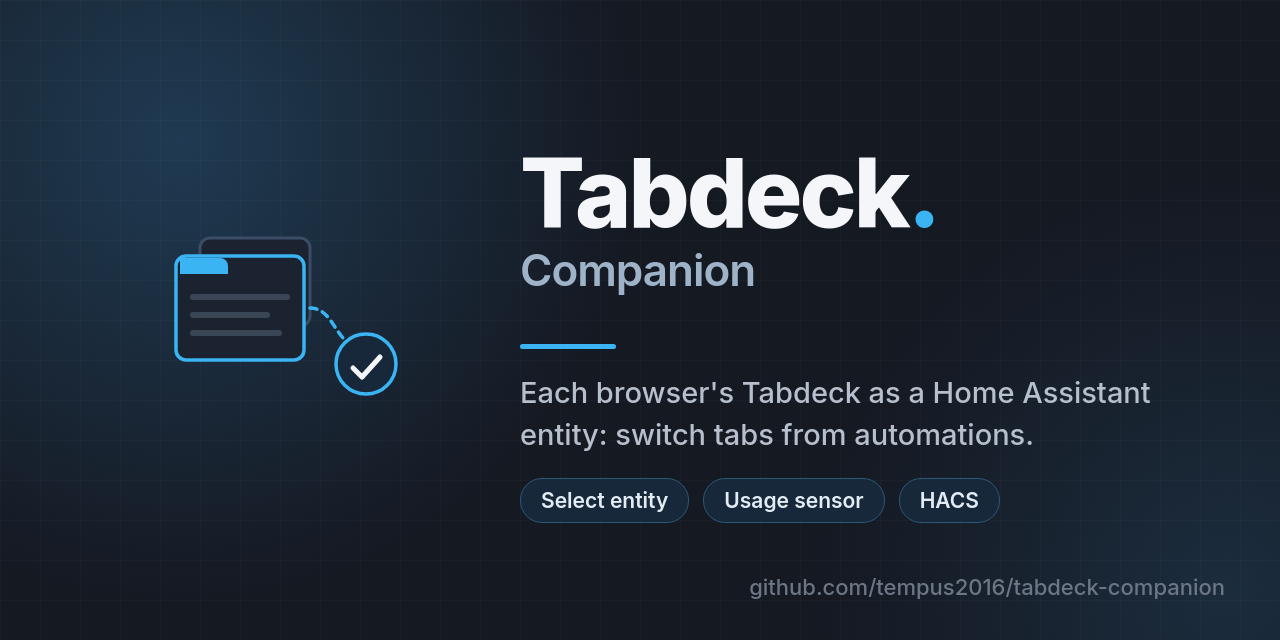 Tabdeck.
Companion
Each browser's Tabdeck as a Home Assistant
entity: switch tabs from automations.
Select entity
Usage sensor
HACS
github.com/tempus2016/tabdeck-companion